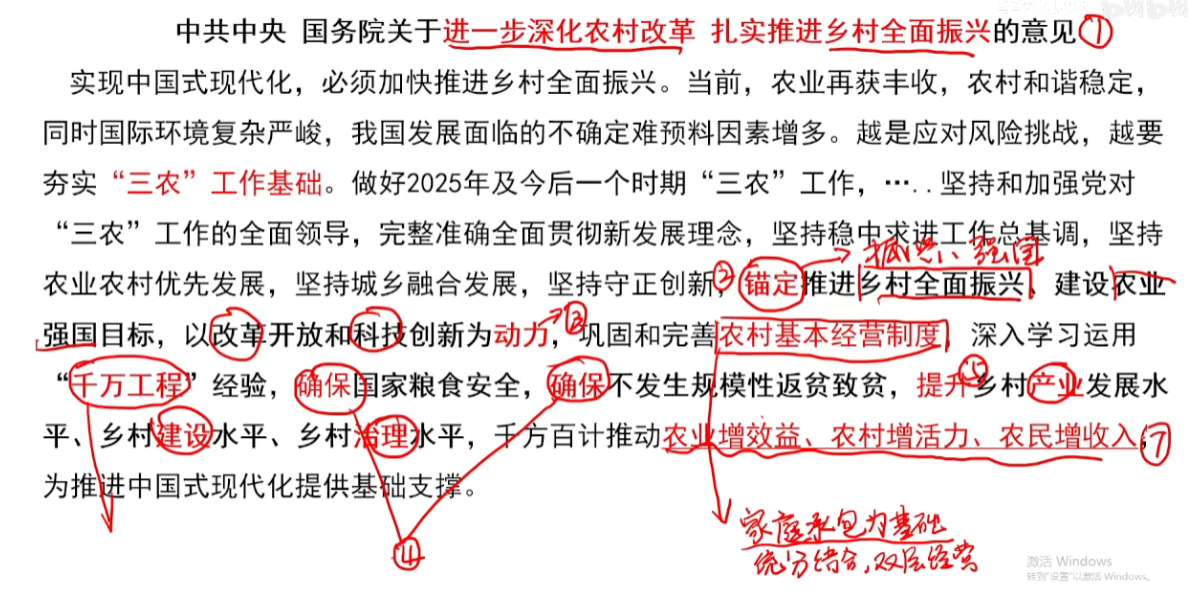 中共中央 国务院关于进一步深化农村改革 扎实推进乡村全面振兴的意见①
实现中国式现代化，必须加快推进乡村全面振兴。当前，农业再获丰收，农村和谐稳定，
同时国际环境复杂严峻，我国发展面临的不确定难预料因素增多。越是应对风险挑战，越要
夯实“三农”工作基础。做好2025年及今后一个时期“三农”工作，…..坚持和加强党对
“三农”工作的全面领导，完整准确全面贯彻新发展理念，坚持稳中求进工作总基调，坚持
抓点、强国
农业农村优先发展，坚持城乡融合发展，坚持守正创新，②锚定推进乡村全面振兴、建设农业
强国目标，以改革开放和科技创新为动力，③巩固和完善农村基本经营制度，深入学习运用
“千万工程”经验，确保国家粮食安全，确保不发生规模性返贫致贫，提升⑤乡村产业发展水
平、乡村建设水平、乡村治理水平，千方百计推动农业增效益、农村增活力、农民增收入，⑦
为推进中国式现代化提供基础支撑。
家庭承包为基础
④
统分结合，双层经营
激活 Windows
转到“设置”以激活 Windows。